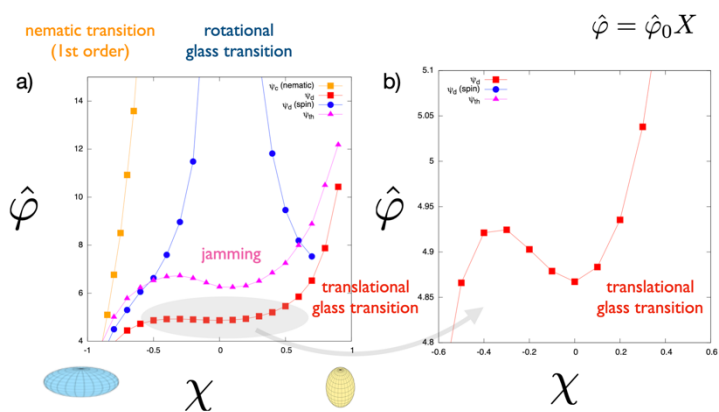 nematic transition
(1st order)
rotational
glass transition
φ̂ = φ̂₀X
a)
ψc (nematic)
ψd
ψd (spin)
ψth
14
12
10
8
6
4
-1
-0.5
0
0.5
1
φ̂
jamming
translational
glass transition
χ
b)
ψd
ψd (spin)
ψth
5.1
5.05
5
4.95
4.9
4.85
4.8
-0.6
-0.4
-0.2
0
0.2
0.4
0.6
φ̂
translational
glass transition
χ